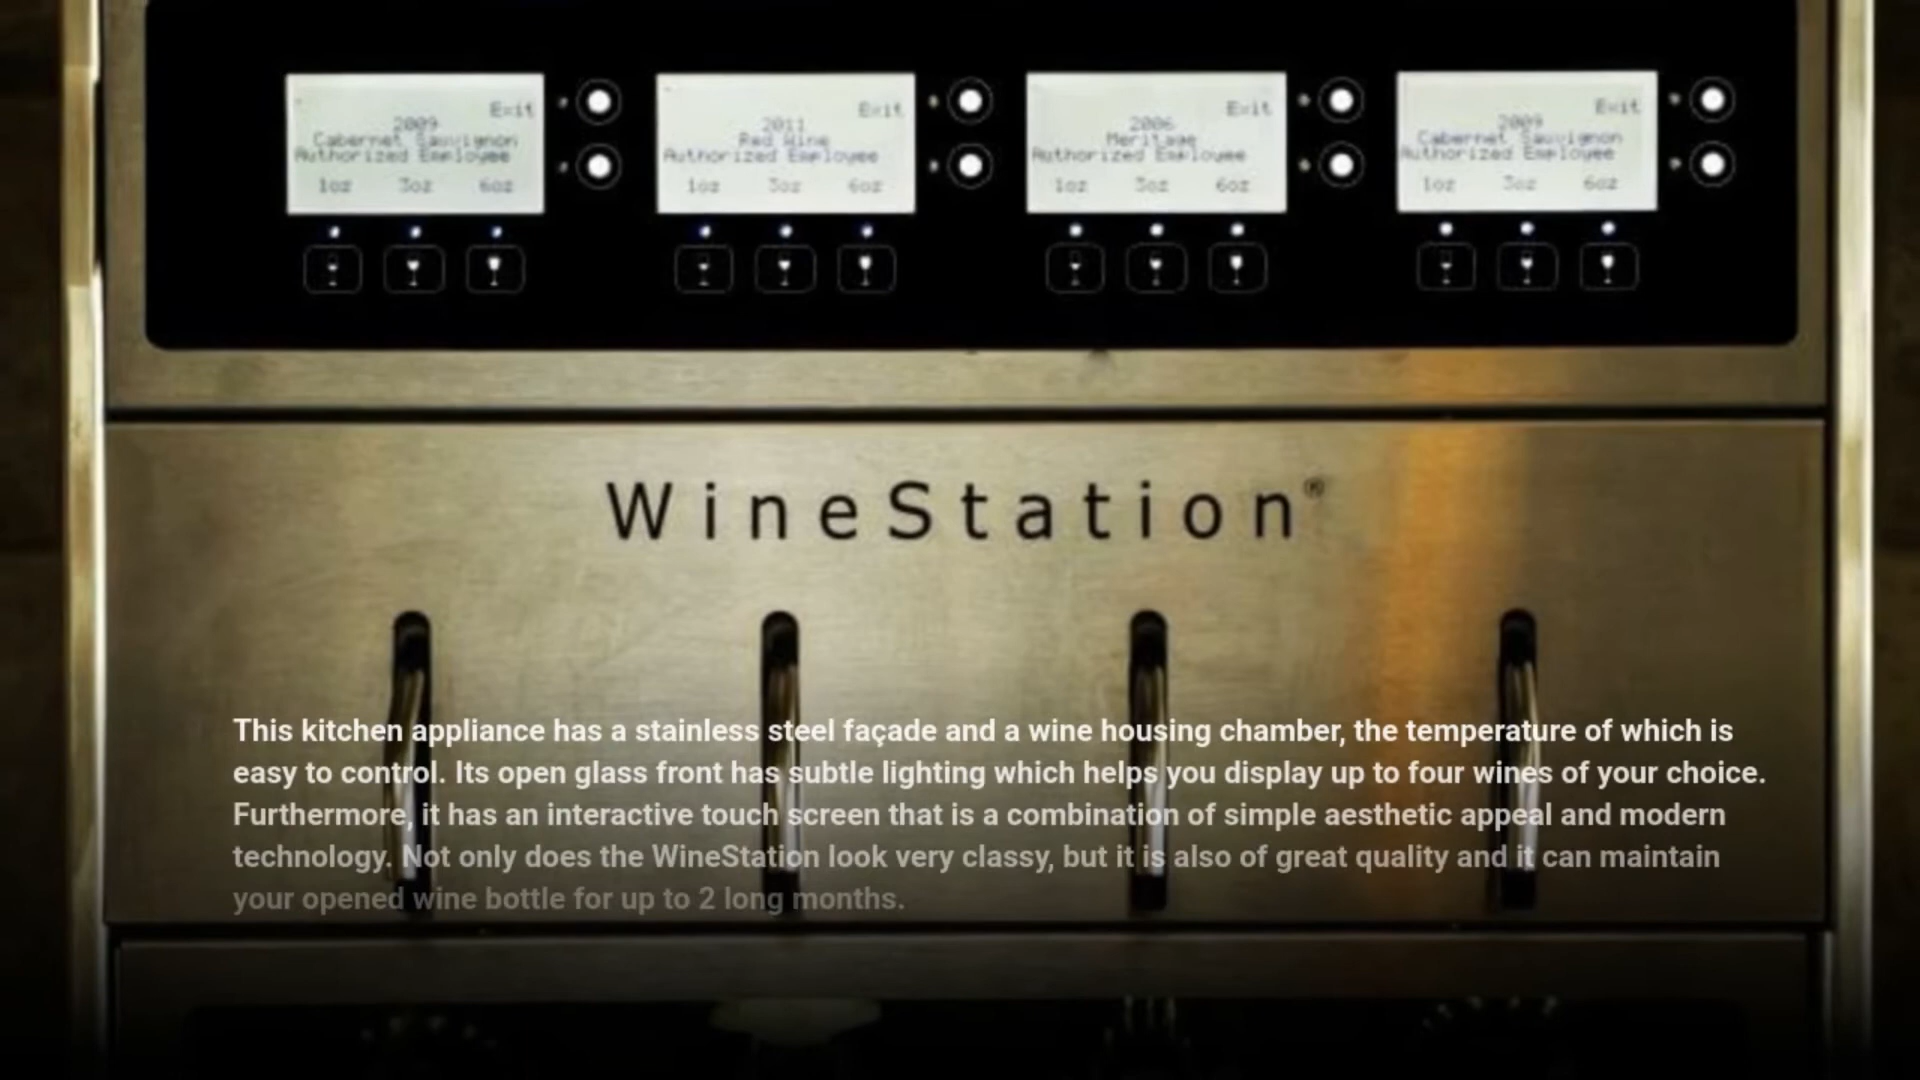 Exit Exit Exit Exit
2009 2011 2006 2009
Cabernet Sauvignon Red Wine Meritage Cabernet Sauvignon
Authorized Employee Authorized Employee Authorized Employee Authorized Employee
1oz 3oz 6oz 1oz 3oz 6oz 1oz 3oz 6oz 1oz 3oz 6oz
WineStation®
This kitchen appliance has a stainless steel façade and a wine housing chamber, the temperature of which is
easy to control. Its open glass front has subtle lighting which helps you display up to four wines of your choice.
Furthermore, it has an interactive touch screen that is a combination of simple aesthetic appeal and modern
technology. Not only does the WineStation look very classy, but it is also of great quality and it can maintain
your opened wine bottle for up to 2 long months.